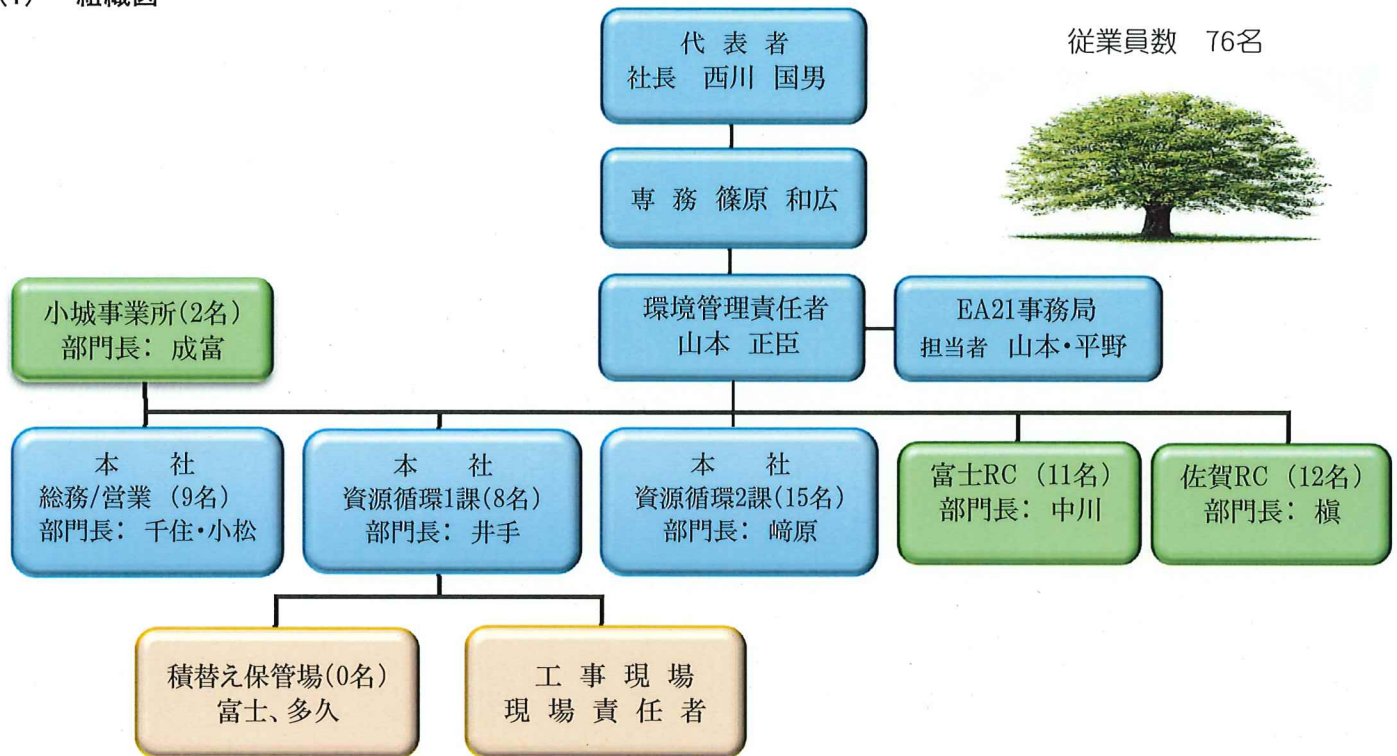 組織図
代表者
社長 西川 国男
従業員数 76名
専務 篠原 和広
環境管理責任者
山本 正臣
EA21事務局
担当者 山本・平野
小城事業所(2名)
部門長: 成富
本 社
総務/営業 (9名)
部門長: 千住・小松
本 社
資源循環1課(8名)
部門長: 井手
本 社
資源循環2課(15名)
部門長: 﨑原
富士RC (11名)
部門長: 中川
佐賀RC (12名)
部門長: 槇
積替え保管場(0名)
富士、多久
工事現場
現場責任者